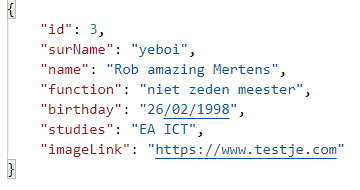 {
"id": 3,
"surName": "yeboi",
"name": "Rob amazing Mertens",
"function": "niet zeden meester",
"birthday": "26/02/1998",
"studies": "EA ICT",
"imageLink": "https://www.testje.com"
}